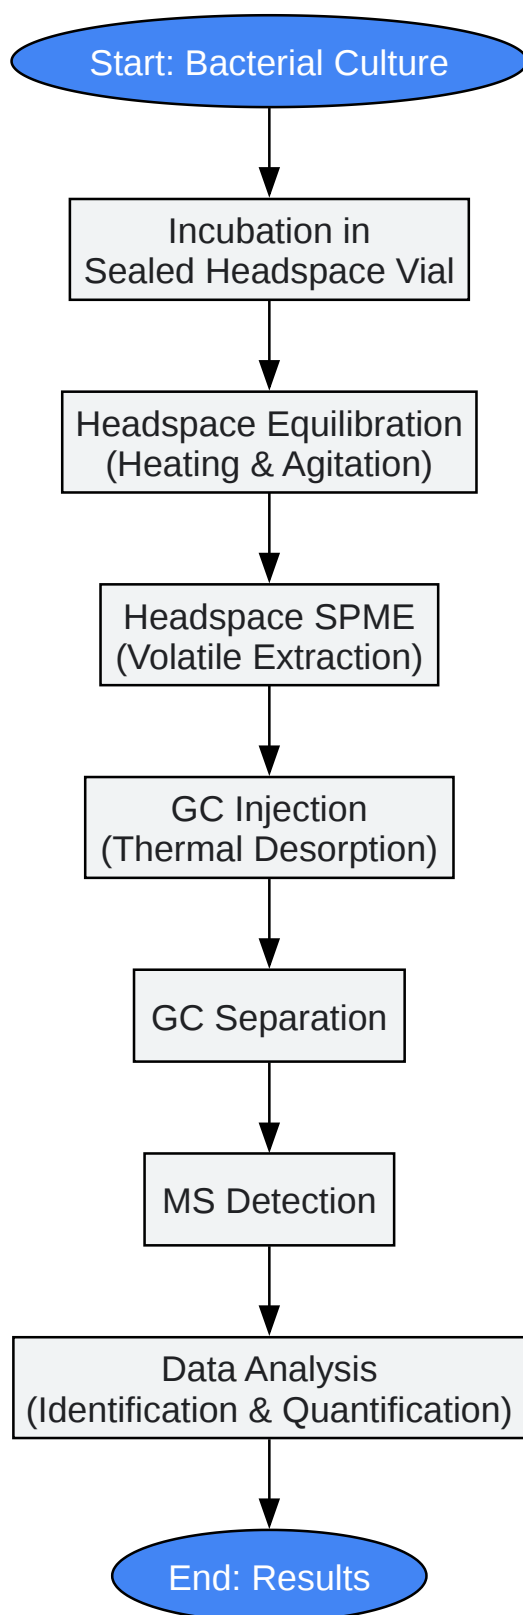 Start: Bacterial Culture
Incubation in
Sealed Headspace Vial
Headspace Equilibration
(Heating & Agitation)
Headspace SPME
(Volatile Extraction)
GC Injection
(Thermal Desorption)
GC Separation
MS Detection
Data Analysis
(Identification & Quantification)
End: Results